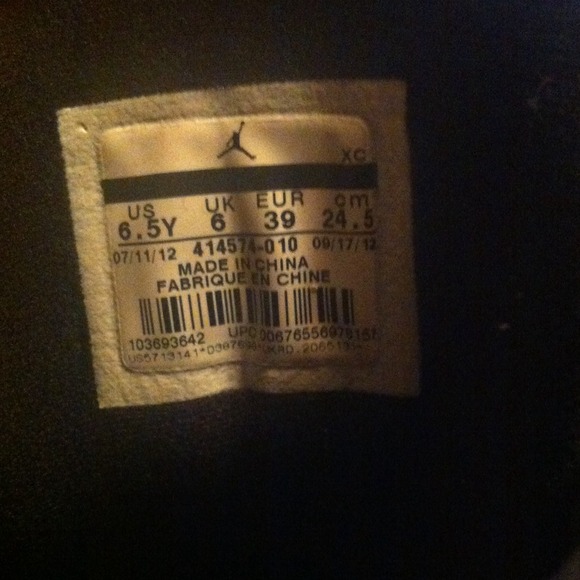 XC
US UK EUR cm
6.5Y 6 39 24.5
07/11/12 414574-010 09/17/12
MADE IN CHINA
FABRIQUE EN CHINE
103693642 UPC